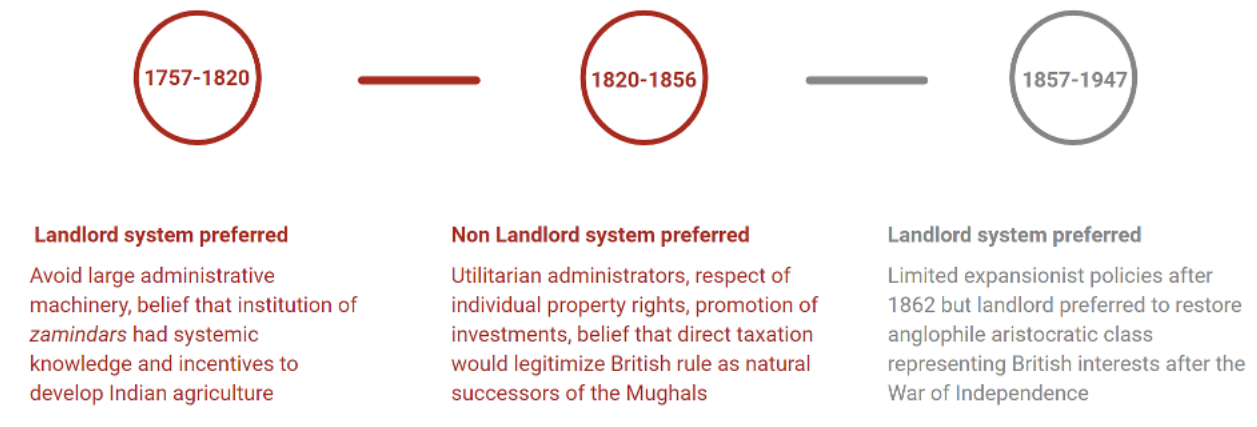 1757-1820
1820-1856
1857-1947
Landlord system preferred
Avoid large administrative
machinery, belief that institution of
zamindars had systemic
knowledge and incentives to
develop Indian agriculture
Non Landlord system preferred
Utilitarian administrators, respect of
individual property rights, promotion of
investments, belief that direct taxation
would legitimize British rule as natural
successors of the Mughals
Landlord system preferred
Limited expansionist policies after
1862 but landlord preferred to restore
anglophile aristocratic class
representing British interests after the
War of Independence